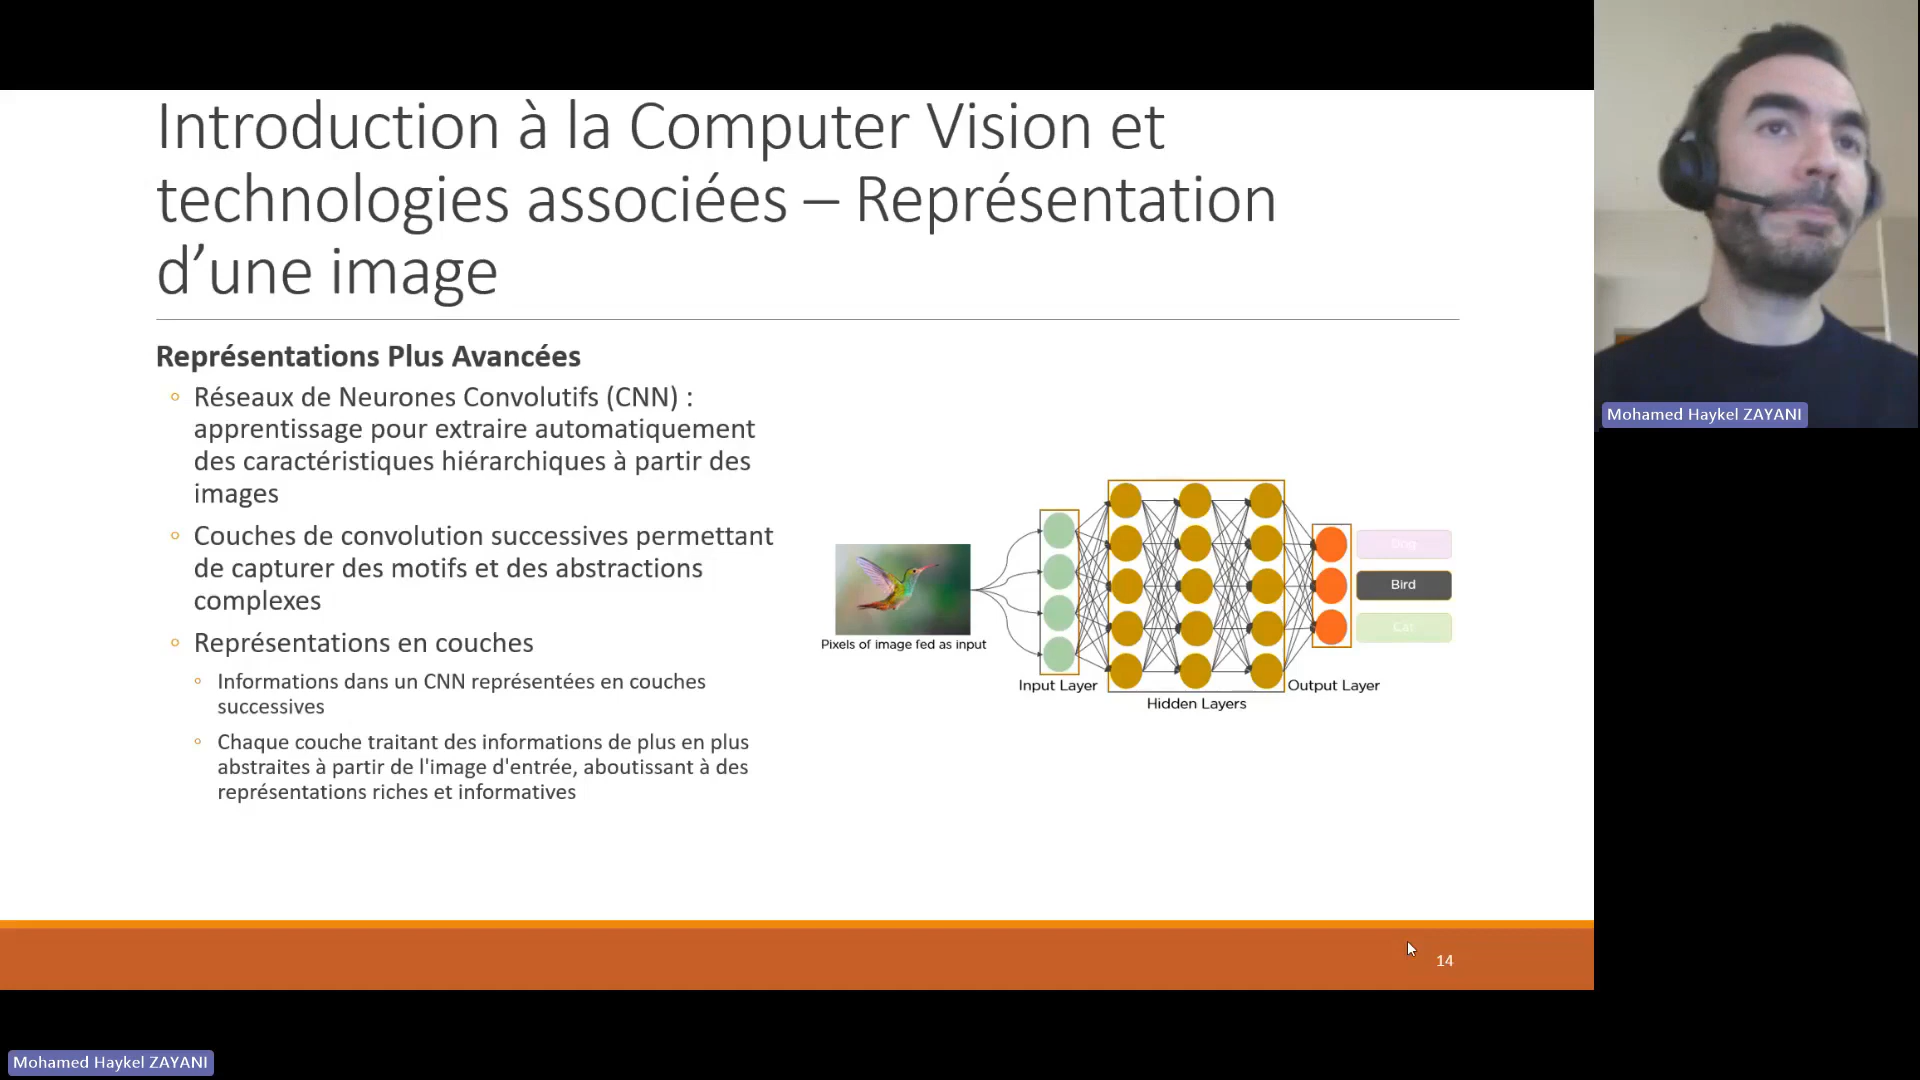 Introduction à la Computer Vision et
technologies associées – Représentation
d’une image
Représentations Plus Avancées
Réseaux de Neurones Convolutifs (CNN) :
apprentissage pour extraire automatiquement
des caractéristiques hiérarchiques à partir des
images
Couches de convolution successives permettant
de capturer des motifs et des abstractions
complexes
Représentations en couches
Informations dans un CNN représentées en couches
successives
Chaque couche traitant des informations de plus en plus
abstraites à partir de l'image d'entrée, aboutissant à des
représentations riches et informatives
Pixels of image fed as input
Input Layer
Hidden Layers
Output Layer
Dog
Bird
Cat
14
Mohamed Haykel ZAYANI
Mohamed Haykel ZAYANI